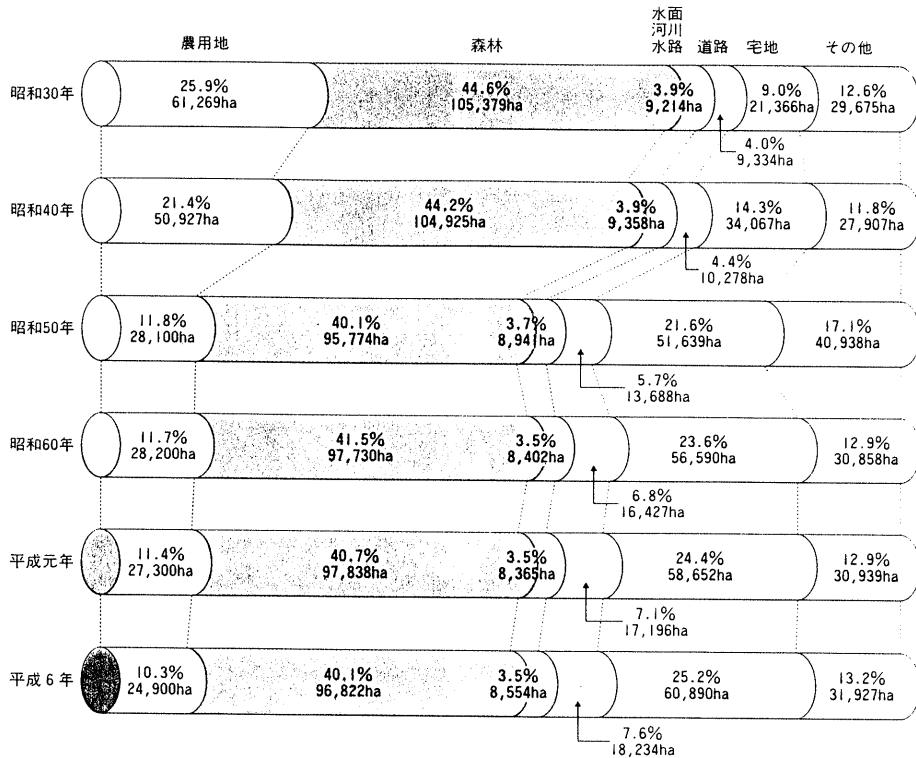 農用地
森林
水面
河川
水路
道路
宅地
その他
昭和30年
25.9%
61,269ha
44.6%
105,379ha
3.9%
9,214ha
9.0%
21,366ha
12.6%
29,675ha
4.0%
9,334ha
昭和40年
21.4%
50,927ha
44.2%
104,925ha
3.9%
9,358ha
14.3%
34,067ha
11.8%
27,907ha
4.4%
10,278ha
昭和50年
11.8%
28,100ha
40.1%
95,774ha
3.7%
8,941ha
21.6%
51,639ha
17.1%
40,938ha
5.7%
13,688ha
昭和60年
11.7%
28,200ha
41.5%
97,730ha
3.5%
8,402ha
23.6%
56,590ha
12.9%
30,858ha
6.8%
16,427ha
平成元年
11.4%
27,300ha
40.7%
97,838ha
3.5%
8,365ha
24.4%
58,652ha
12.9%
30,939ha
7.1%
17,196ha
平成6年
10.3%
24,900ha
40.1%
96,822ha
3.5%
8,554ha
25.2%
60,890ha
13.2%
31,927ha
7.6%
18,234ha